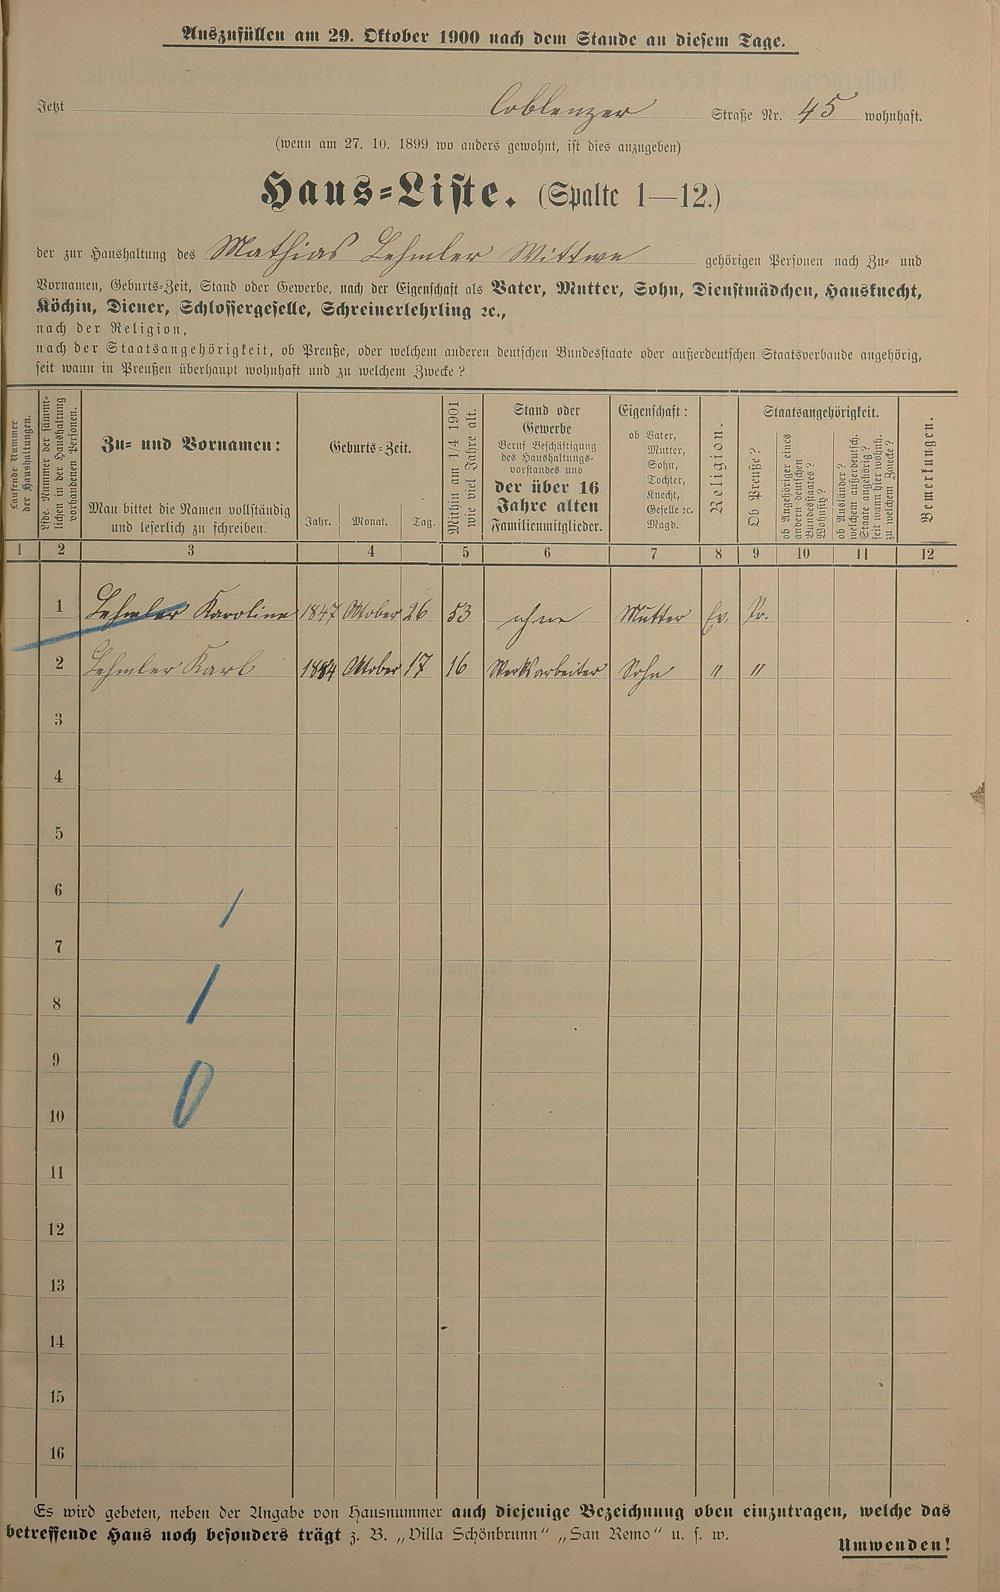 Auszufüllen am 29. Oktober 1900 nach dem Stande an diesem Tage.
Jetzt Coblenzer Straße Nr. 45 wohnhaft.
(wenn am 27. 10. 1899 wo anders gewohnt, ist dies anzugeben)
Haus-Liste. (Spalte 1—12.)
der zur Haushaltung des Mathias Lehmler Wittwe gehörigen Personen nach Zu- und
Vornamen, Geburts-Zeit, Stand oder Gewerbe, nach der Eigenschaft als Vater, Mutter, Sohn, Dienstmädchen, Hausknecht,
Köchin, Diener, Schlossergeselle, Schreinerlehrling ꝛc.,
nach der Religion,
nach der Staatsangehörigkeit, ob Preuße, oder welchem anderen deutschen Bundesstaate oder außerdeutschen Staatsverbande angehörig,
seit wann in Preußen überhaupt wohnhaft und zu welchem Zwecke?
Laufende Nummer
der Haushaltungen.
Lfde. Nummer der sämmt-
lichen in der Haushaltung
vorhandenen Personen.
Zu- und Vornamen:
Man bittet die Namen vollständig
und leserlich zu schreiben.
Geburts-Zeit.
Jahr. Monat. Tag.
Mithin am 1/4 1901
wie viel Jahre alt.
Stand oder
Gewerbe
Beruf Beschäftigung
des Haushaltungs-
vorstandes und
der über 16
Jahre alten
Familienmitglieder.
Eigenschaft:
ob Vater,
Mutter,
Sohn,
Tochter,
Knecht,
Geselle ꝛc.
Magd.
Religion.
Staatsangehörigkeit.
Ob Preuße?
ob Angehöriger eines
andern deutschen
Bundesstaates?
Wohnsitz?
ob Ausländer?
welchem außerdeutsch.
Staate angehörig?
seit wann hier wohnh.
zu welchem Zwecke?
Bemerkungen.
1 2 3 4 5 6 7 8 9 10 11 12
1 Lehmler Karoline 1847 Oktober 26 53 ohne Mutter Ev. Pr.
2 Lehmler Karl 1884 Oktober 17 16 Werksarbeiter Sohn " "
3
4
5
6
7
8
9
10
11
12
13
14
15
16
Es wird gebeten, neben der Angabe von Hausnummer auch diejenige Bezeichnung oben einzutragen, welche das
betreffende Haus noch besonders trägt z. B. „Villa Schönbrunn" „San Remo" u. s. w.
Umwenden!